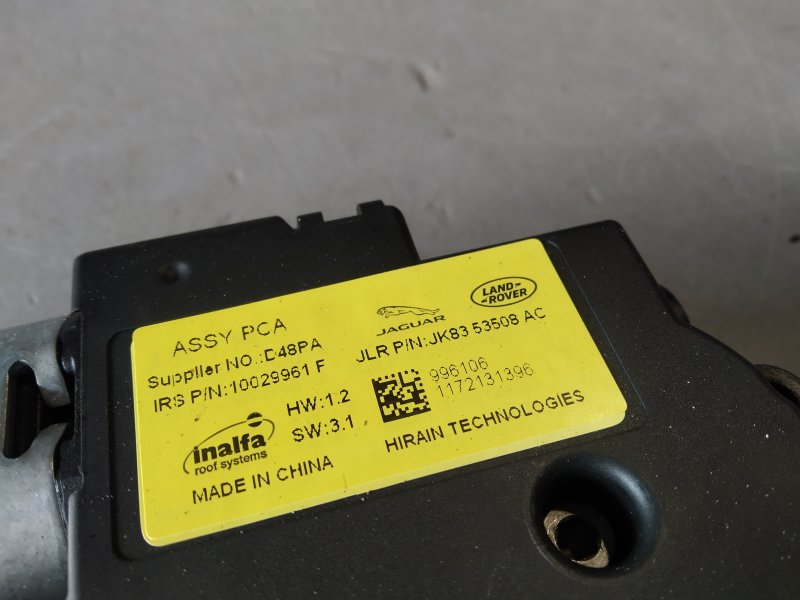 ASSY PCA
Supplier NO.:D48PA
IRS P/N:10029961 F
HW:1.2
SW:3.1
inalfa
roof systems
MADE IN CHINA
JAGUAR
LAND ROVER
JLR P/N:JK83 53508 AC
996106
1172131396
HIRAIN TECHNOLOGIES